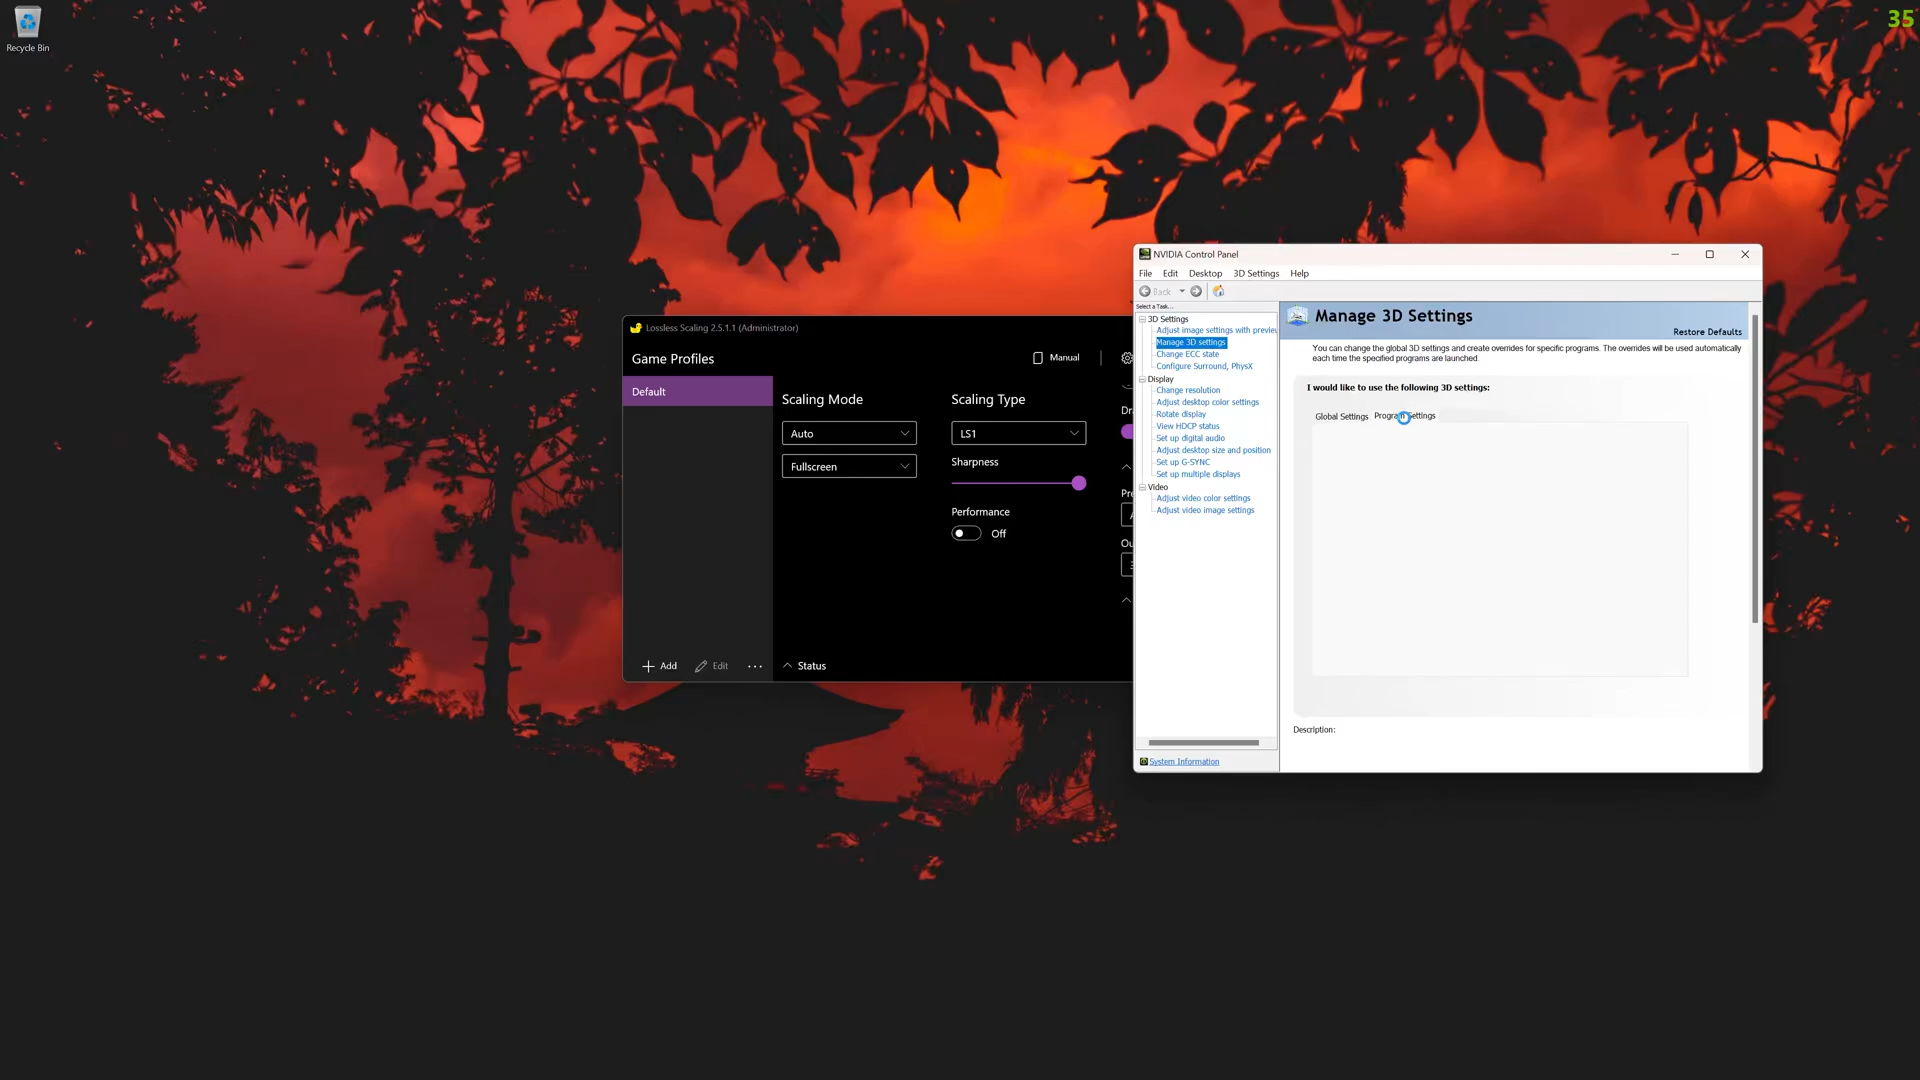 35
Recycle Bin
NVIDIA Control Panel
File Edit Desktop 3D Settings Help
Back
Select a Task...
3D Settings
Adjust image settings with preview
Manage 3D settings
Change ECC state
Configure Surround, PhysX
Display
Change resolution
Adjust desktop color settings
Rotate display
View HDCP status
Set up digital audio
Adjust desktop size and position
Set up G-SYNC
Set up multiple displays
Video
Adjust video color settings
Adjust video image settings
System Information
Manage 3D Settings
Restore Defaults
You can change the global 3D settings and create overrides for specific programs. The overrides will be used automatically
each time the specified programs are launched.
I would like to use the following 3D settings:
Global Settings Program Settings
Description:
Lossless Scaling 2.5.1.1 (Administrator)
Game Profiles
Manual
Default
Scaling Mode
Auto
Fullscreen
Scaling Type
LS1
Sharpness
Performance
Off
Add Edit ...
Status